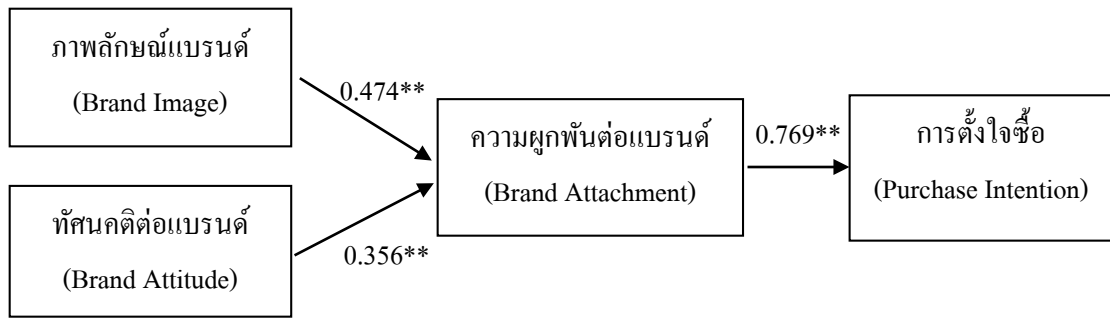 ภาพลักษณ์แบรนด์
(Brand Image)
0.474**
ความผูกพันต่อแบรนด์
(Brand Attachment)
0.769**
การตั้งใจซื้อ
(Purchase Intention)
ทัศนคติต่อแบรนด์
(Brand Attitude)
0.356**